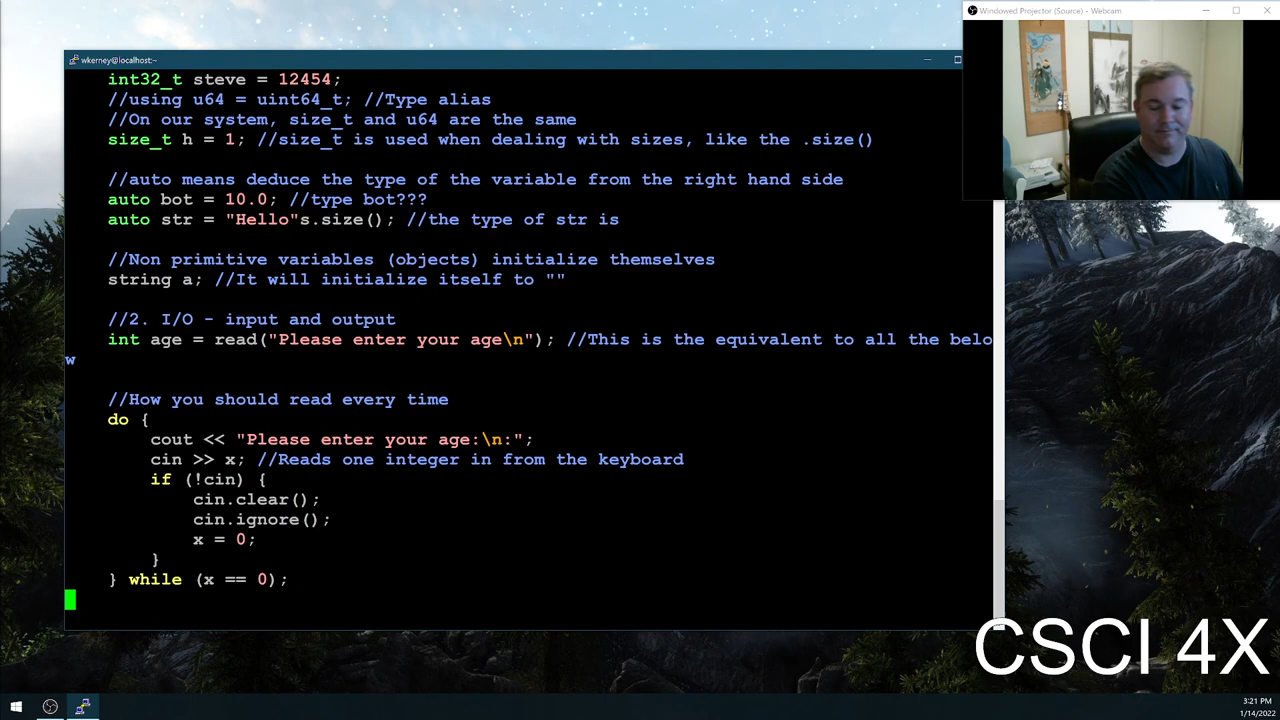 Windowed Projector (Source) - Webcam
wkerney@localhost:~
int32_t steve = 12454;
//using u64 = uint64_t; //Type alias
//On our system, size_t and u64 are the same
size_t h = 1; //size_t is used when dealing with sizes, like the .size()
//auto means deduce the type of the variable from the right hand side
auto bot = 10.0; //type bot???
auto str = "Hello"s.size(); //the type of str is
//Non primitive variables (objects) initialize themselves
string a; //It will initialize itself to ""
//2. I/O - input and output
int age = read("Please enter your age\n"); //This is the equivalent to all the belo
w
//How you should read every time
do {
cout << "Please enter your age:\n:";
cin >> x; //Reads one integer in from the keyboard
if (!cin) {
cin.clear();
cin.ignore();
x = 0;
}
} while (x == 0);
CSCI 4X
3:21 PM
1/14/2022